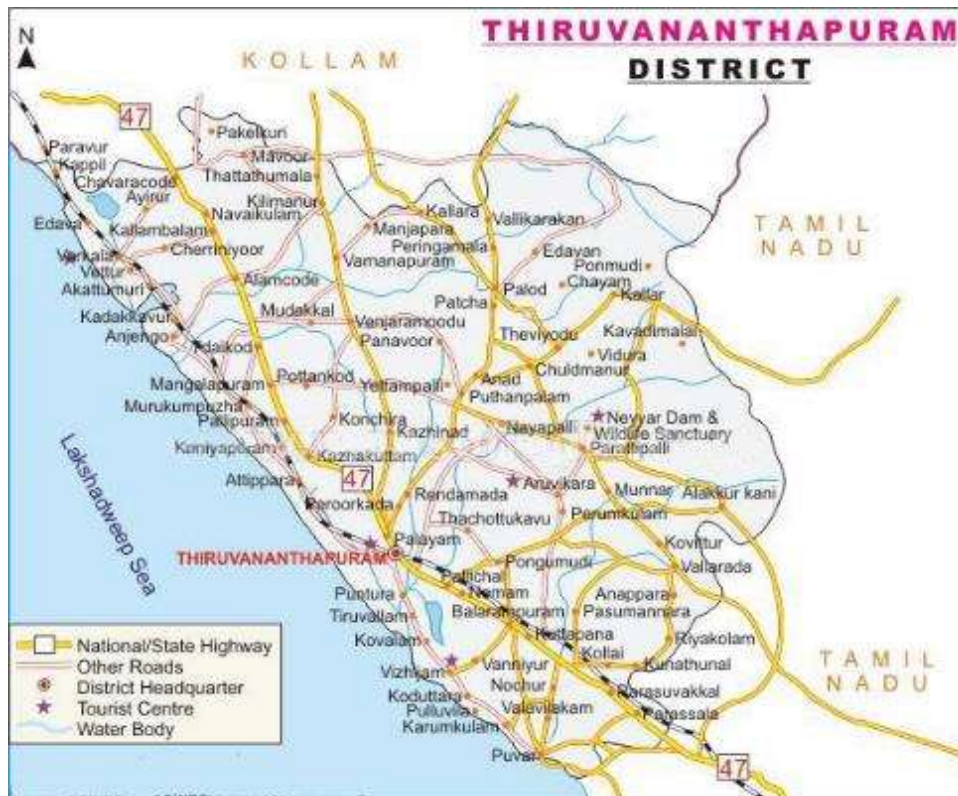 THIRUVANANTHAPURAM
DISTRICT
N
KOLLAM
47
Pakelkuri
Paravur
Mavoor
Kappil
Thattathumala
Chavaracode
Ayirur
Kilimanur
TAMIL
NADU
Edava
Navaikulam
Kallara
Vallikarakan
Kallambalam
Manjapara
Cherriniyoor
Peringamala
Edayan
Varkala
Vamanapuram
Ponmudi
Vettur
Chayam
Akattumuri
Alamcode
Palod
Kallar
Kadakkavur
Mudakkal
Patcha
Anjengo
Venjaramoodu
Theviyodu
Kavadimalai
Panavoor
Vidura
Chuldmanur
Mangalapuram
Pottankod
Yettampalli
Anad
Puthanpalam
Murukumpuzha
Pallipuram
Konchira
Nayapalli
Neyyar Dam &
Wildlife Sanctuary
Kazhinad
Parattipalli
Kaniyapuram
Kazhakuttam
47
Attippara
Aruvikara
Munnar
Alakkur kani
Peroorkada
Rendamada
Perumkulam
Thachottukavu
Palayam
Kovittur
THIRUVANANTHAPURAM
Pongumudi
Vallarada
Lakshadweep Sea
Pallichal
Nemam
Puntura
Anappara
Balarampuram
Pasumannara
Tiruvallam
Kuttapana
Riyakolam
Kovalam
Kollai
Kunathunal
TAMIL
NADU
Vanniyur
Vizhijam
Nochur
Parasuvakkal
Koduttara
Pulluvila
Valavilakam
Parassala
Karumkulam
Puvar
47
National/State Highway
Other Roads
District Headquarter
Tourist Centre
Water Body